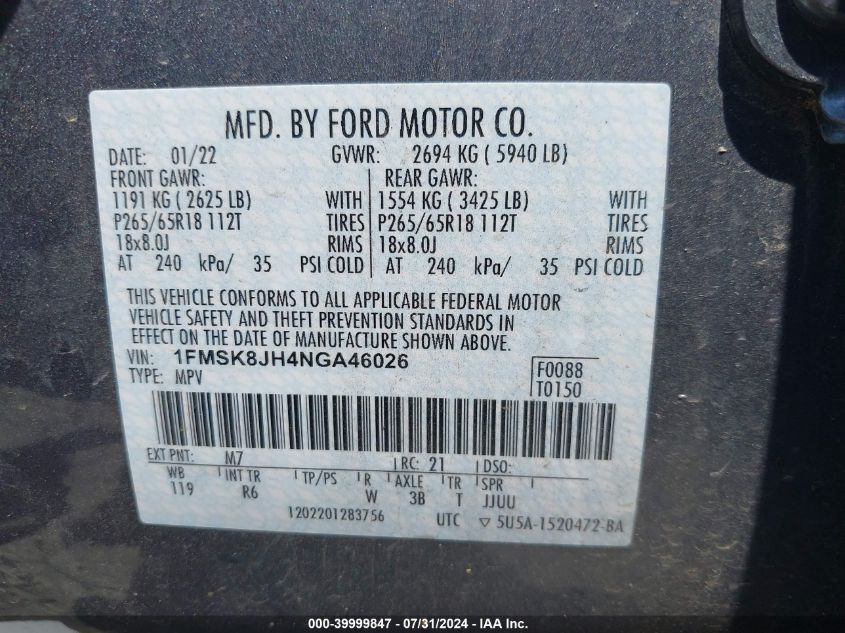 MFD. BY FORD MOTOR CO.
DATE: 01/22 GVWR: 2694 KG ( 5940 LB)
FRONT GAWR: REAR GAWR:
1191 KG ( 2625 LB) WITH 1554 KG ( 3425 LB) WITH
P265/65R18 112T TIRES P265/65R18 112T TIRES
18x8.0J RIMS 18x8.0J RIMS
AT 240 kPa/ 35 PSI COLD AT 240 kPa/ 35 PSI COLD
THIS VEHICLE CONFORMS TO ALL APPLICABLE FEDERAL MOTOR
VEHICLE SAFETY AND THEFT PREVENTION STANDARDS IN
EFFECT ON THE DATE OF MANUFACTURE SHOWN ABOVE.
VIN: 1FMSK8JH4NGA46026 F0088
TYPE: MPV T0150
EXT PNT: M7 RC: 21 DSO:
WB INT TR TP/PS R AXLE TR SPR
119 R6 W 3B T JJUU
1202201283756 UTC ▽ 5U5A-1520472-BA
000-39999847 - 07/31/2024 - IAA Inc.